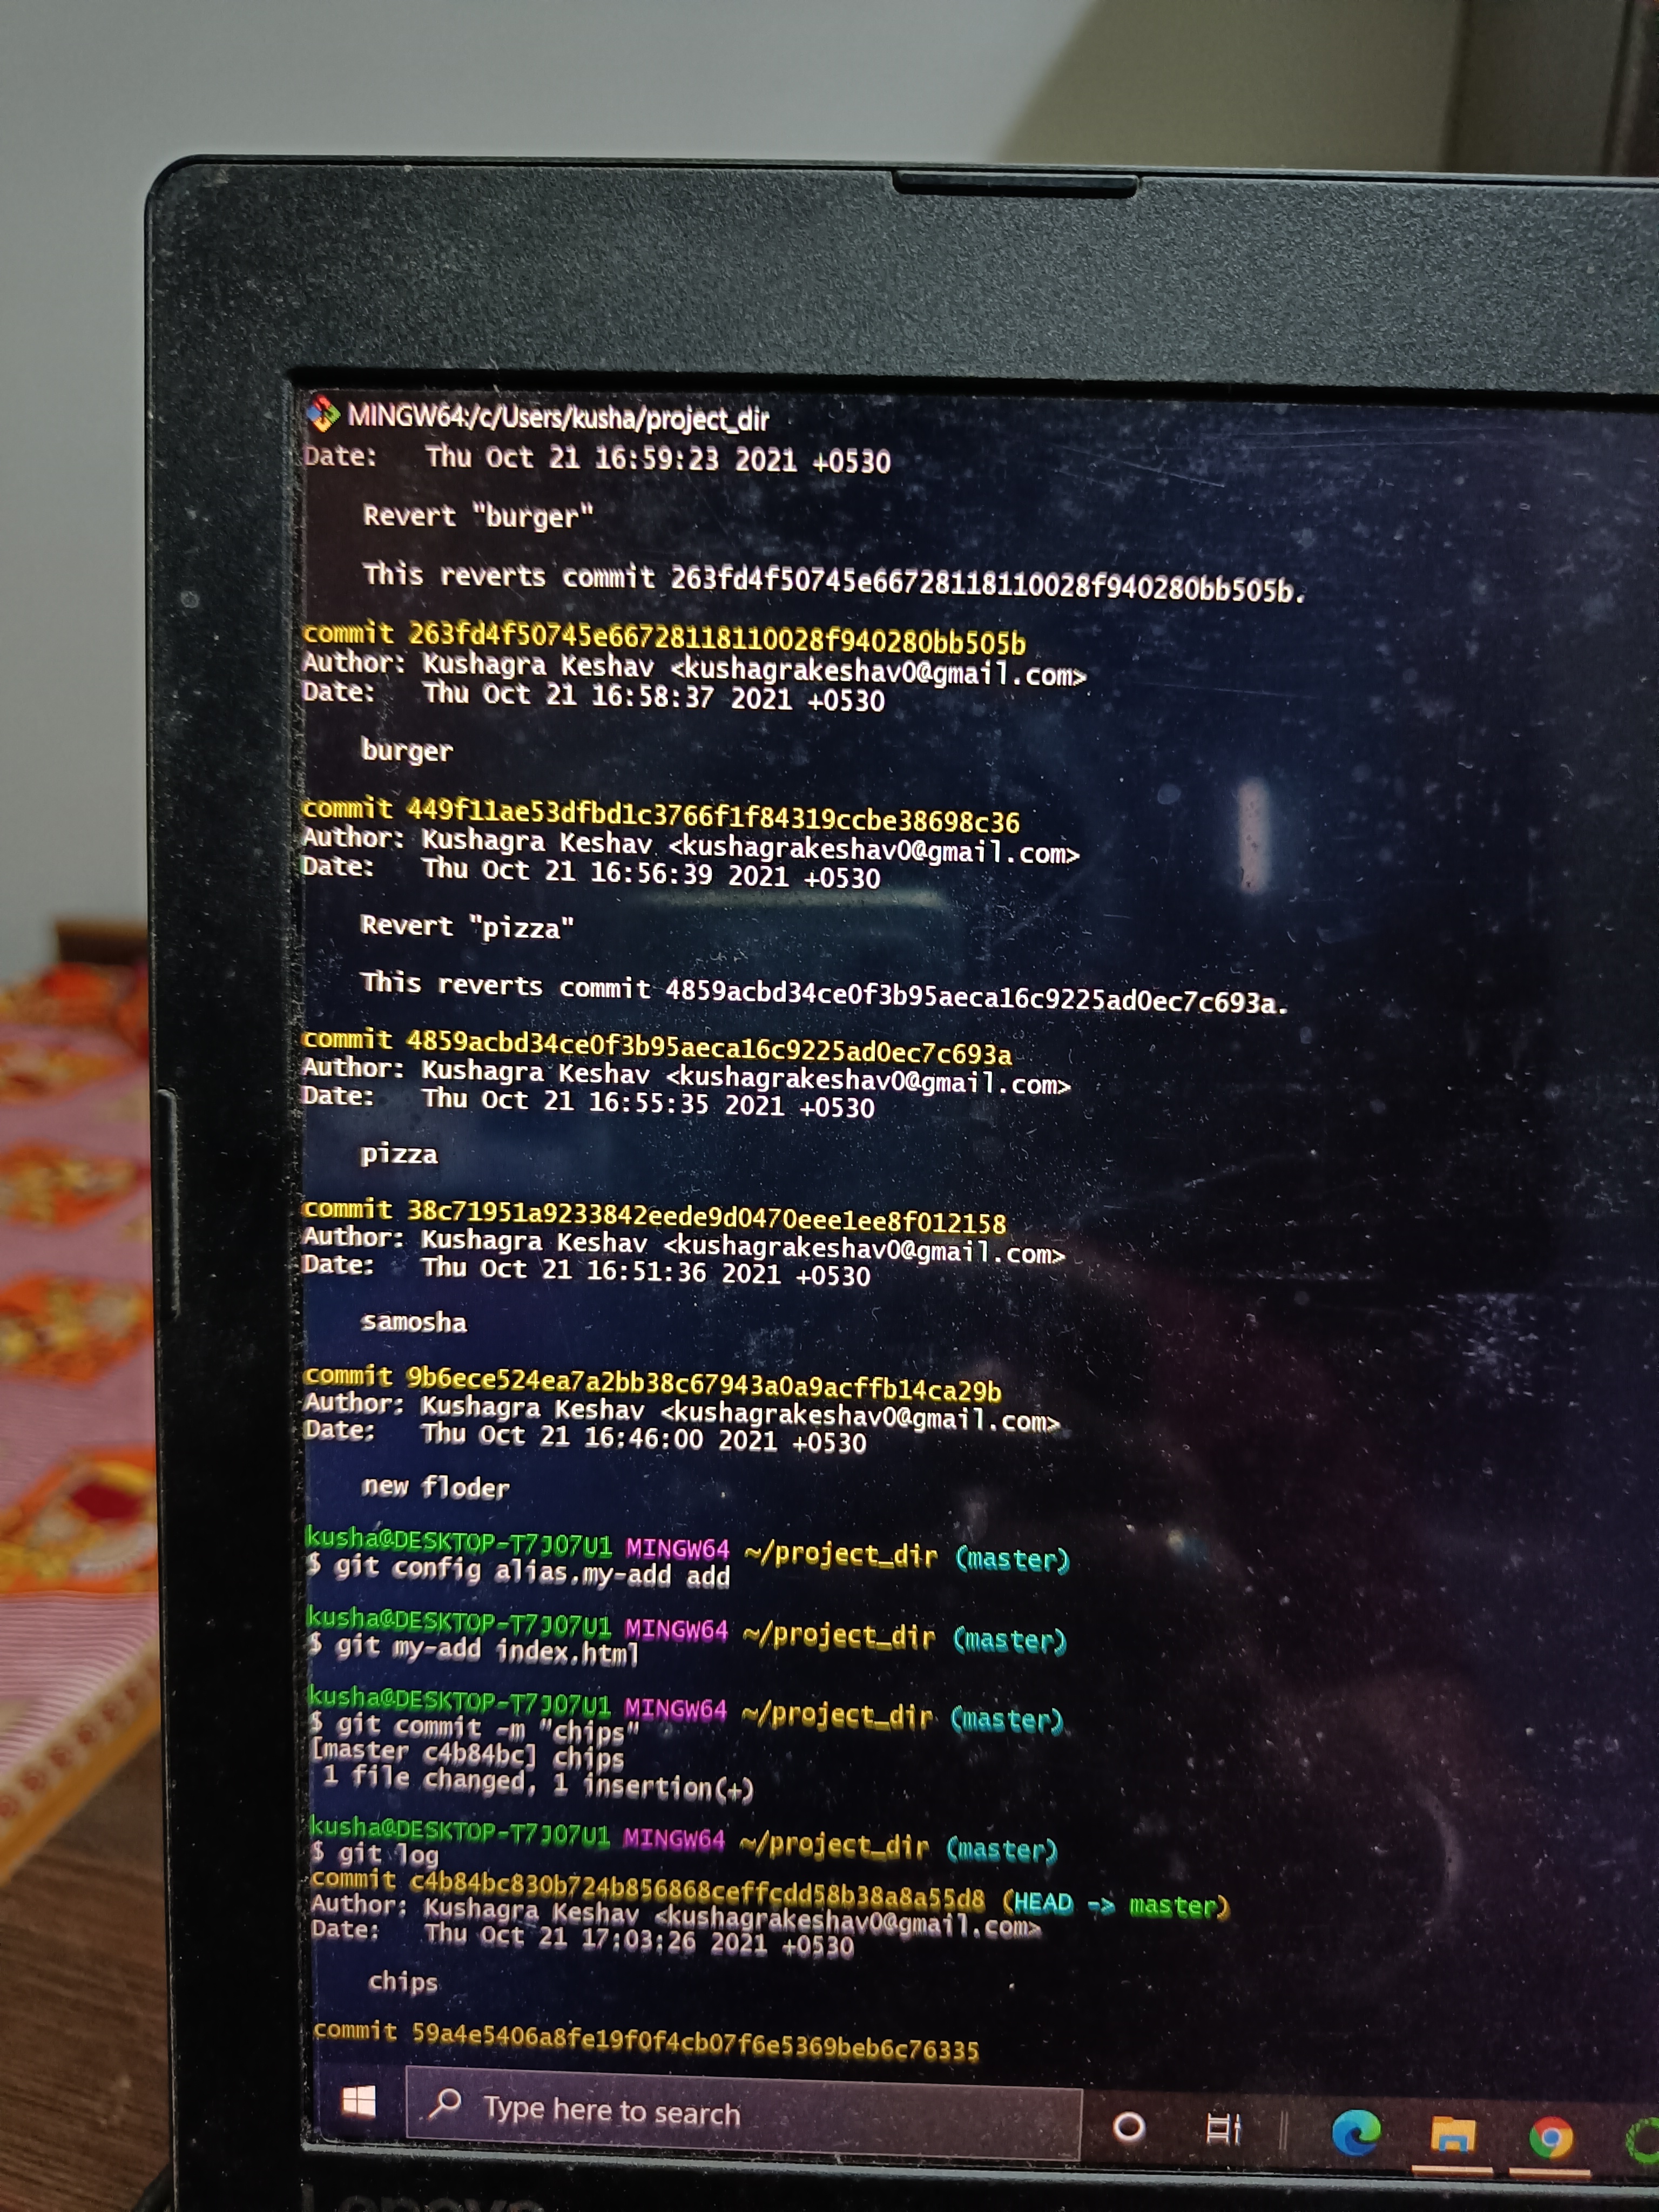 MINGW64:/c/Users/kusha/project_dir
Date:   Thu Oct 21 16:59:23 2021 +0530
Revert "burger"
This reverts commit 263fd4f50745e66728118110028f940280bb505b.
commit 263fd4f50745e66728118110028f940280bb505b
Author: Kushagra Keshav <kushagrakeshav0@gmail.com>
Date:   Thu Oct 21 16:58:37 2021 +0530
burger
commit 449f11ae53dfbd1c3766f1f84319ccbe38698c36
Author: Kushagra Keshav <kushagrakeshav0@gmail.com>
Date:   Thu Oct 21 16:56:39 2021 +0530
Revert "pizza"
This reverts commit 4859acbd34ce0f3b95aeca16c9225ad0ec7c693a.
commit 4859acbd34ce0f3b95aeca16c9225ad0ec7c693a
Author: Kushagra Keshav <kushagrakeshav0@gmail.com>
Date:   Thu Oct 21 16:55:35 2021 +0530
pizza
commit 38c71951a9233842eede9d0470eee1ee8f012158
Author: Kushagra Keshav <kushagrakeshav0@gmail.com>
Date:   Thu Oct 21 16:51:36 2021 +0530
samosha
commit 9b6ece524ea7a2bb38c67943a0a9acffb14ca29b
Author: Kushagra Keshav <kushagrakeshav0@gmail.com>
Date:   Thu Oct 21 16:46:00 2021 +0530
new floder
kusha@DESKTOP-T7J07U1 MINGW64 ~/project_dir (master)
$ git config alias.my-add add
kusha@DESKTOP-T7J07U1 MINGW64 ~/project_dir (master)
$ git my-add index.html
kusha@DESKTOP-T7J07U1 MINGW64 ~/project_dir (master)
$ git commit -m "chips"
[master c4b84bc] chips
1 file changed, 1 insertion(+)
kusha@DESKTOP-T7J07U1 MINGW64 ~/project_dir (master)
$ git log
commit c4b84bc830b724b856868ceffcdd58b38a8a55d8 (HEAD -> master)
Author: Kushagra Keshav <kushagrakeshav0@gmail.com>
Date:   Thu Oct 21 17:03:26 2021 +0530
chips
commit 59a4e5406a8fe19f0f4cb07f6e5369beb6c76335
Type here to search
Lenovo